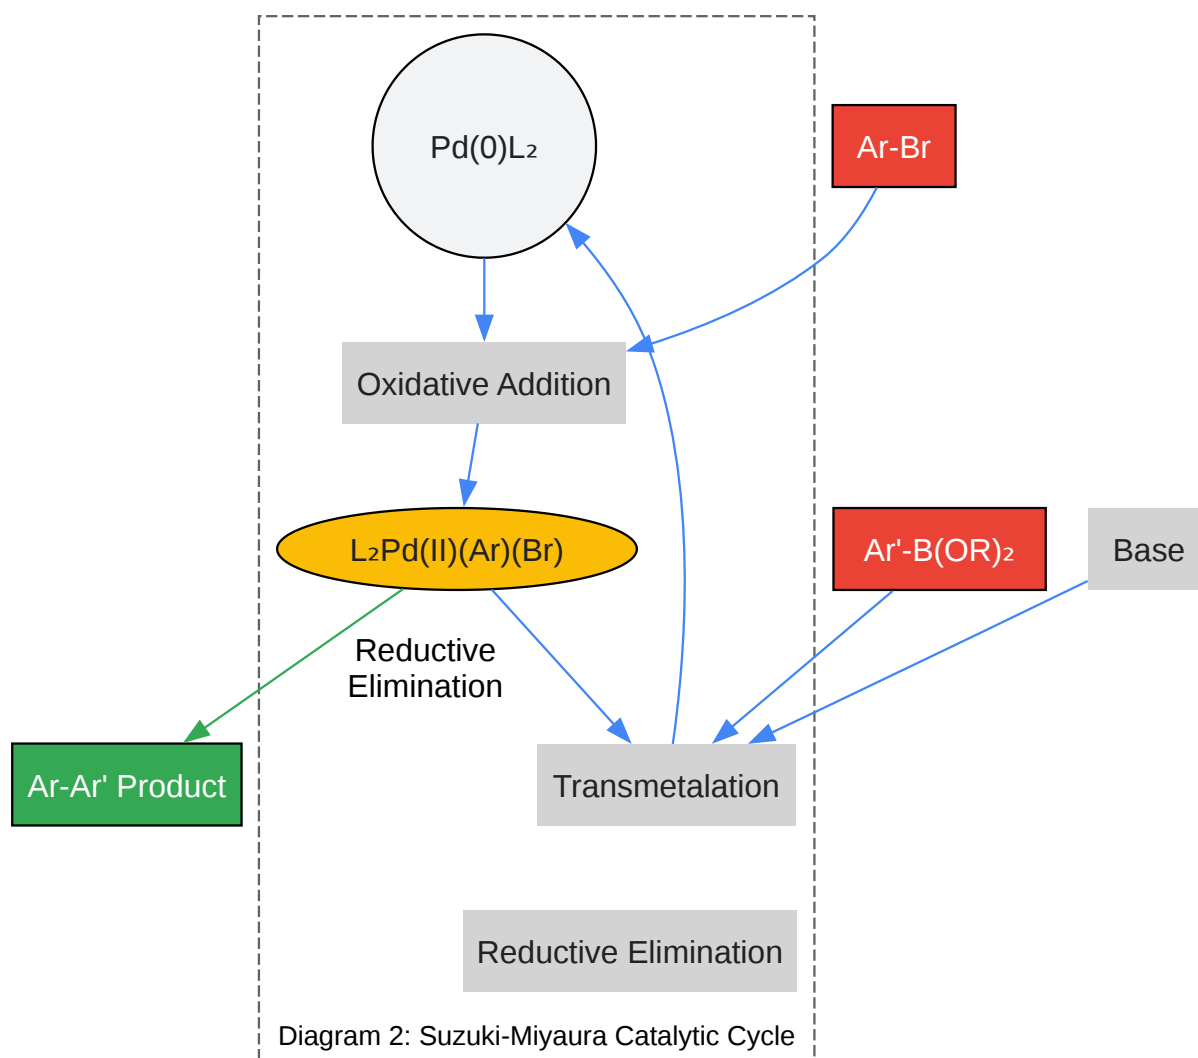 Pd(0)L₂
Ar-Br
Oxidative Addition
L₂Pd(II)(Ar)(Br)
Ar'-B(OR)₂
Base
Reductive
Elimination
Ar-Ar' Product
Transmetalation
Reductive Elimination
Diagram 2: Suzuki-Miyaura Catalytic Cycle